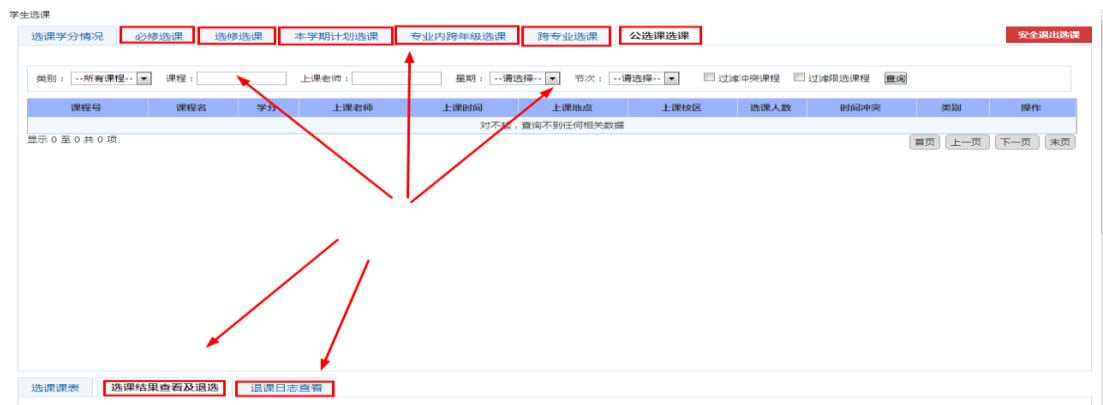 学生选课
选课学分情况 必修选课 选修选课 本学期计划选课 专业内跨年级选课 跨专业选课 公选课选课 安全退出选课
类别：--所有课程-- 课程： 上课老师： 星期：--请选择-- 节次：--请选择-- 过滤冲突课程 过滤限选课程 查询
课程号 课程名 学分 上课老师 上课时间 上课地点 上课校区 选课人数 时间冲突 类别 操作
对不起，查询不到任何相关数据
显示 0 至 0 共 0 项 首页 上一页 下一页 末页
选课课表 选课结果查看及退选 退课日志查看